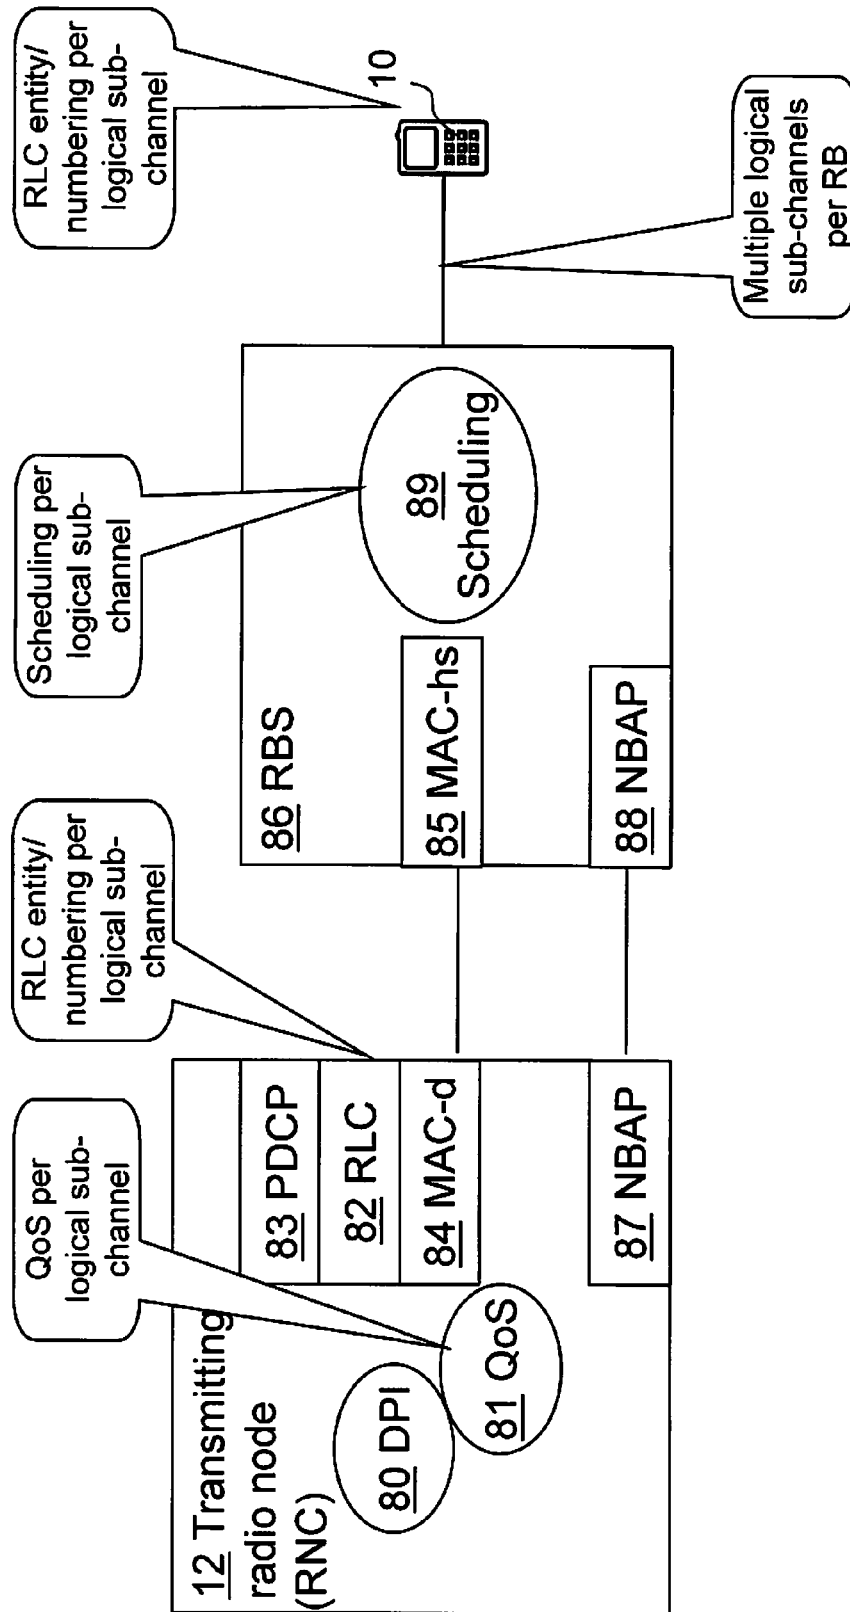 QoS per
logical sub-
channel
RLC entity/
numbering per
logical sub-
channel
Scheduling per
logical sub-
channel
RLC entity/
numbering per
logical sub-
channel
12 Transmitting
radio node
(RNC)
83 PDCP
82 RLC
84 MAC-d
80 DPI
81 QoS
87 NBAP
86 RBS
85 MAC-hs
88 NBAP
89
Scheduling
10
Multiple logical
sub-channels
per RB